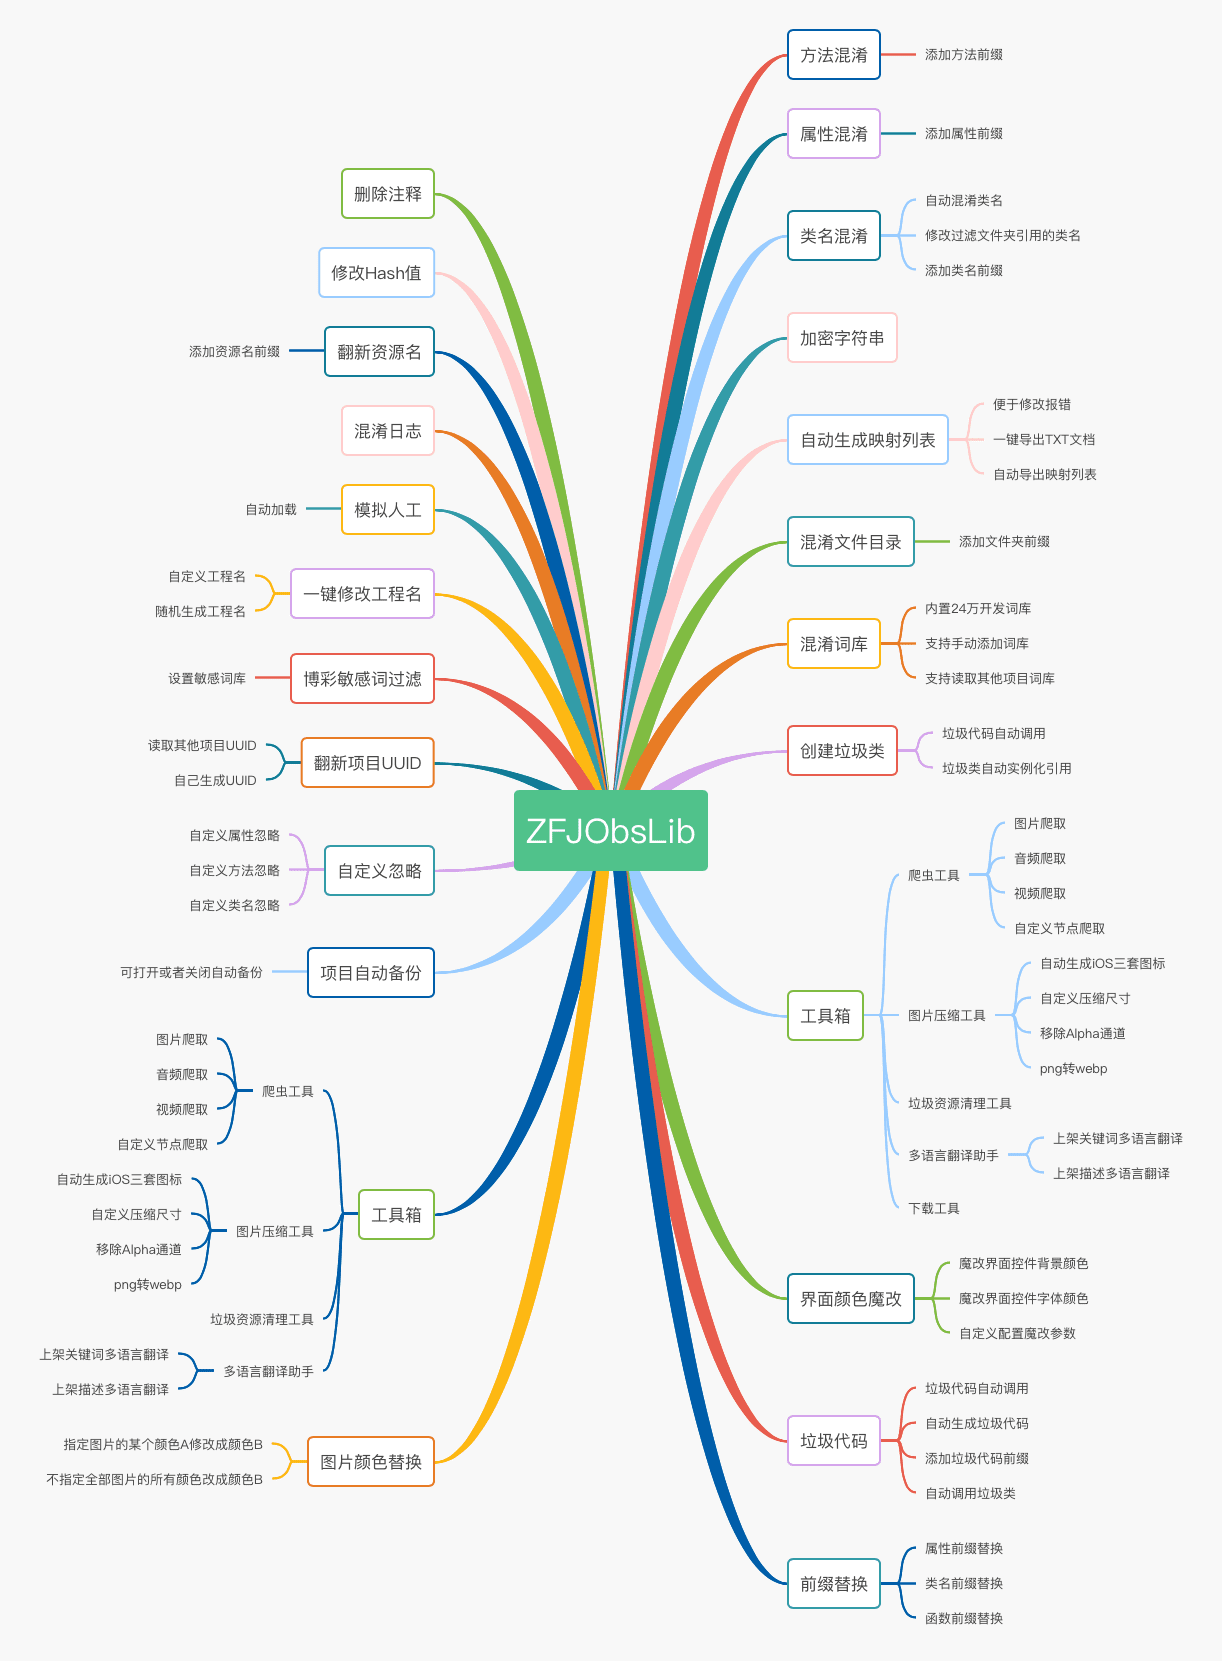 ZFJObsLib
方法混淆
添加方法前缀
属性混淆
添加属性前缀
类名混淆
自动混淆类名
修改过滤文件夹引用的类名
添加类名前缀
加密字符串
自动生成映射列表
便于修改报错
一键导出TXT文档
自动导出映射列表
混淆文件目录
添加文件夹前缀
混淆词库
内置24万开发词库
支持手动添加词库
支持读取其他项目词库
创建垃圾类
垃圾代码自动调用
垃圾类自动实例化引用
工具箱
爬虫工具
图片爬取
音频爬取
视频爬取
自定义节点爬取
图片压缩工具
自动生成iOS三套图标
自定义压缩尺寸
移除Alpha通道
png转webp
垃圾资源清理工具
多语言翻译助手
上架关键词多语言翻译
上架描述多语言翻译
下载工具
界面颜色魔改
魔改界面控件背景颜色
魔改界面控件字体颜色
自定义配置魔改参数
垃圾代码
垃圾代码自动调用
自动生成垃圾代码
添加垃圾代码前缀
自动调用垃圾类
前缀替换
属性前缀替换
类名前缀替换
函数前缀替换
删除注释
修改Hash值
翻新资源名
添加资源名前缀
混淆日志
模拟人工
自动加载
一键修改工程名
自定义工程名
随机生成工程名
博彩敏感词过滤
设置敏感词库
翻新项目UUID
读取其他项目UUID
自己生成UUID
自定义忽略
自定义属性忽略
自定义方法忽略
自定义类名忽略
项目自动备份
可打开或者关闭自动备份
工具箱
爬虫工具
图片爬取
音频爬取
视频爬取
自定义节点爬取
图片压缩工具
自动生成iOS三套图标
自定义压缩尺寸
移除Alpha通道
png转webp
垃圾资源清理工具
多语言翻译助手
上架关键词多语言翻译
上架描述多语言翻译
图片颜色替换
指定图片的某个颜色A修改成颜色B
不指定全部图片的所有颜色改成颜色B